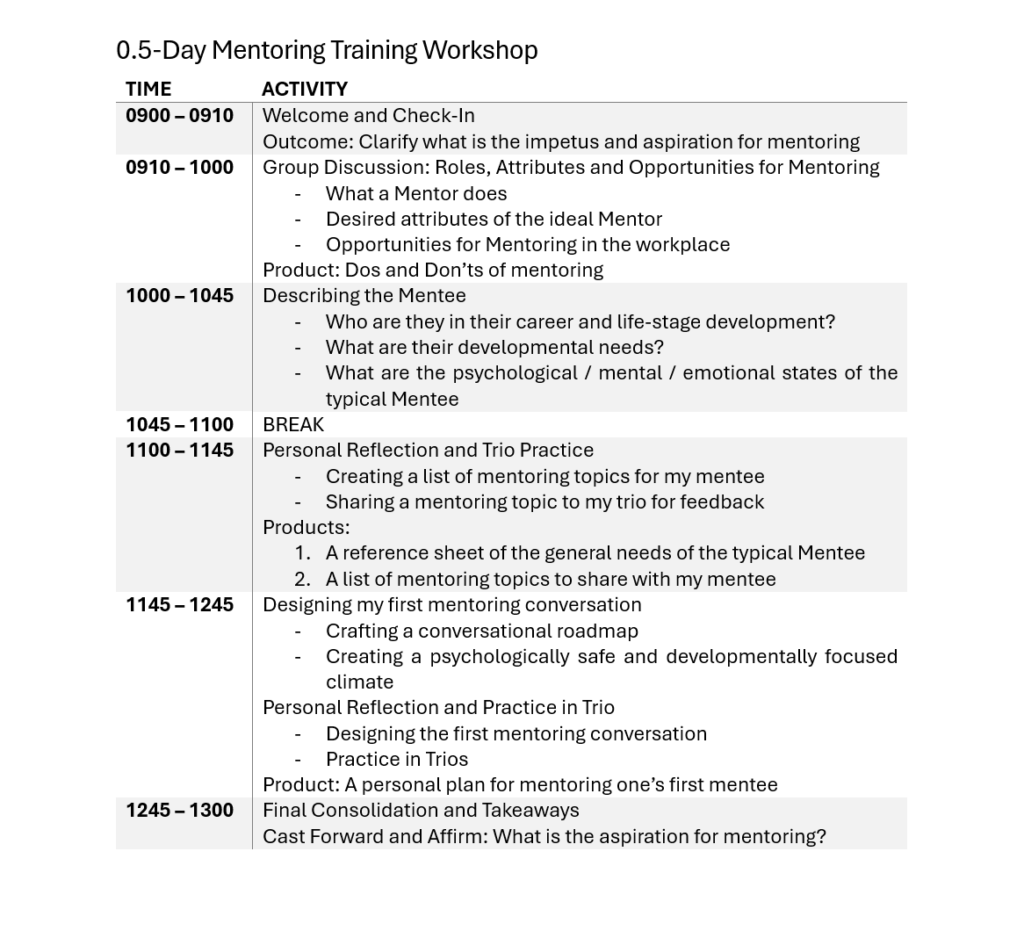 0.5-Day Mentoring Training Workshop
TIME ACTIVITY
0900 – 0910 Welcome and Check-In
Outcome: Clarify what is the impetus and aspiration for mentoring
0910 – 1000 Group Discussion: Roles, Attributes and Opportunities for Mentoring
- What a Mentor does
- Desired attributes of the ideal Mentor
- Opportunities for Mentoring in the workplace
Product: Dos and Don’ts of mentoring
1000 – 1045 Describing the Mentee
- Who are they in their career and life-stage development?
- What are their developmental needs?
- What are the psychological / mental / emotional states of the
typical Mentee
1045 – 1100 BREAK
1100 – 1145 Personal Reflection and Trio Practice
- Creating a list of mentoring topics for my mentee
- Sharing a mentoring topic to my trio for feedback
Products:
1. A reference sheet of the general needs of the typical Mentee
2. A list of mentoring topics to share with my mentee
1145 – 1245 Designing my first mentoring conversation
- Crafting a conversational roadmap
- Creating a psychologically safe and developmentally focused
climate
Personal Reflection and Practice in Trio
- Designing the first mentoring conversation
- Practice in Trios
Product: A personal plan for mentoring one’s first mentee
1245 – 1300 Final Consolidation and Takeaways
Cast Forward and Affirm: What is the aspiration for mentoring?